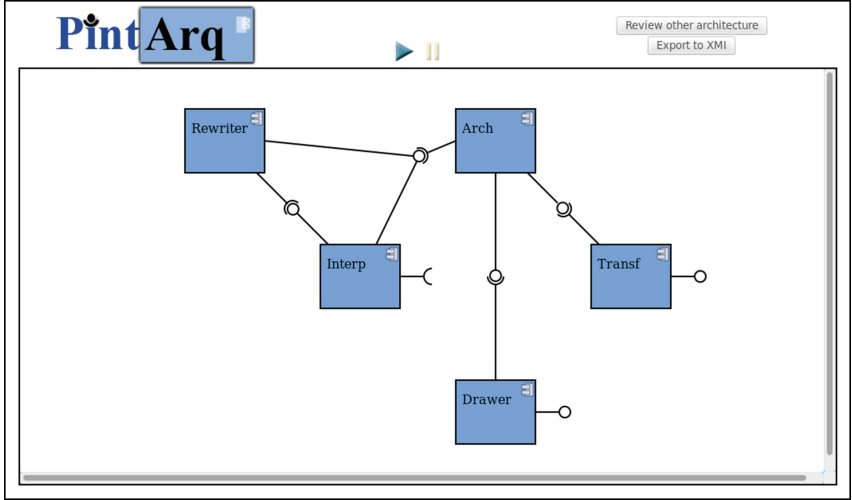 PintArq
Review other architecture
Export to XMI
Rewriter
Arch
Interp
Transf
Drawer